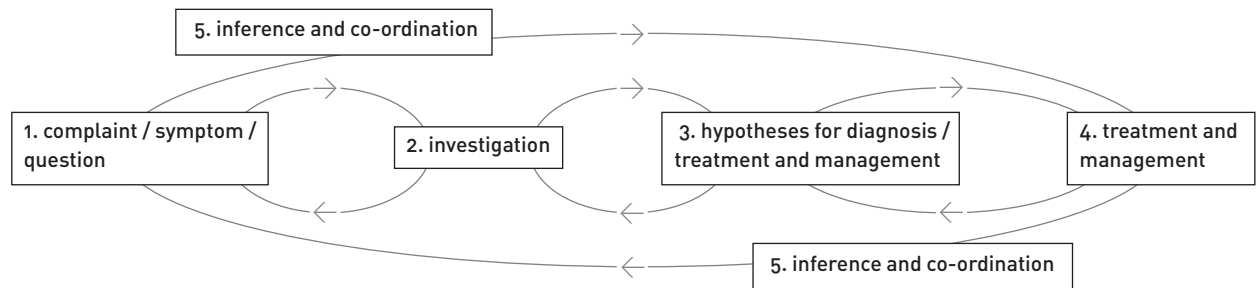 5. inference and co-ordination
1. complaint / symptom /
question
2. investigation
3. hypotheses for diagnosis /
treatment and management
4. treatment and
management
5. inference and co-ordination